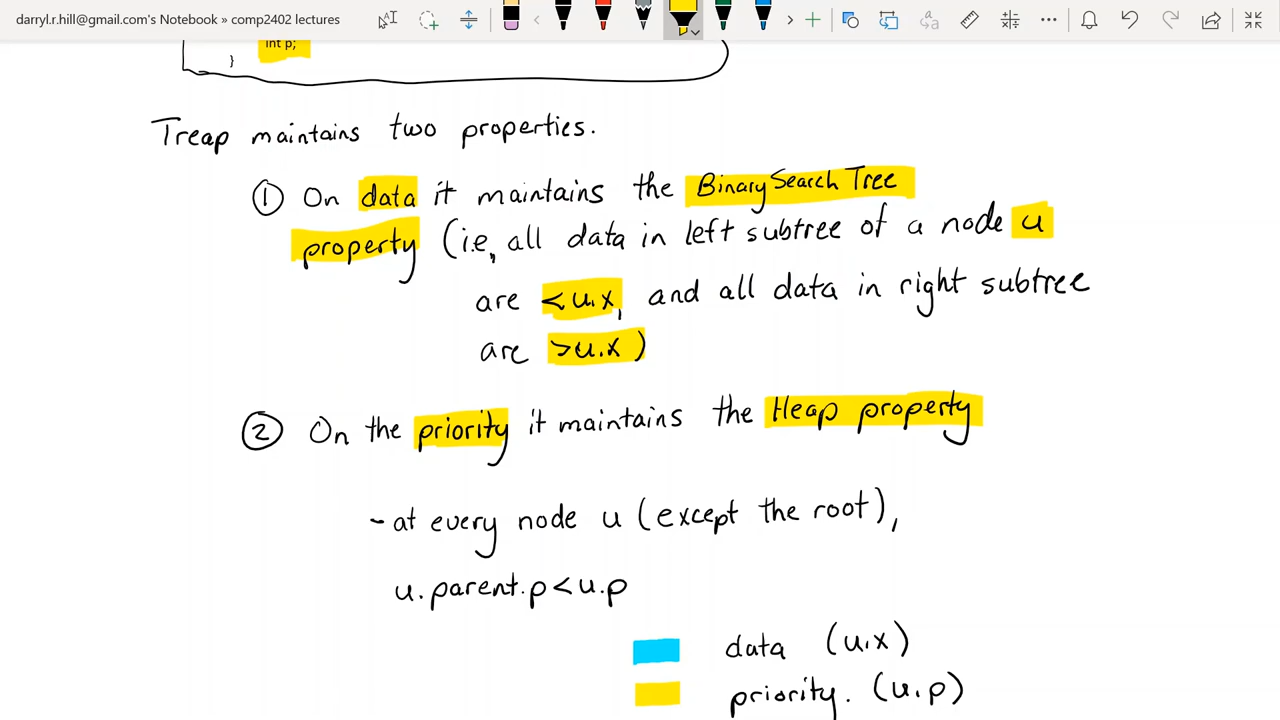 darryl.r.hill@gmail.com's Notebook » comp2402 lectures
int p;
}
Treap maintains two properties.
① On data it maintains the Binary Search Tree
property (i.e, all data in left subtree of a node u
are <u.x, and all data in right subtree
are >u.x)
② On the priority it maintains the Heap property
- at every node u (except the root),
u.parent.p<u.p
data (u.x)
priority. (u.p)